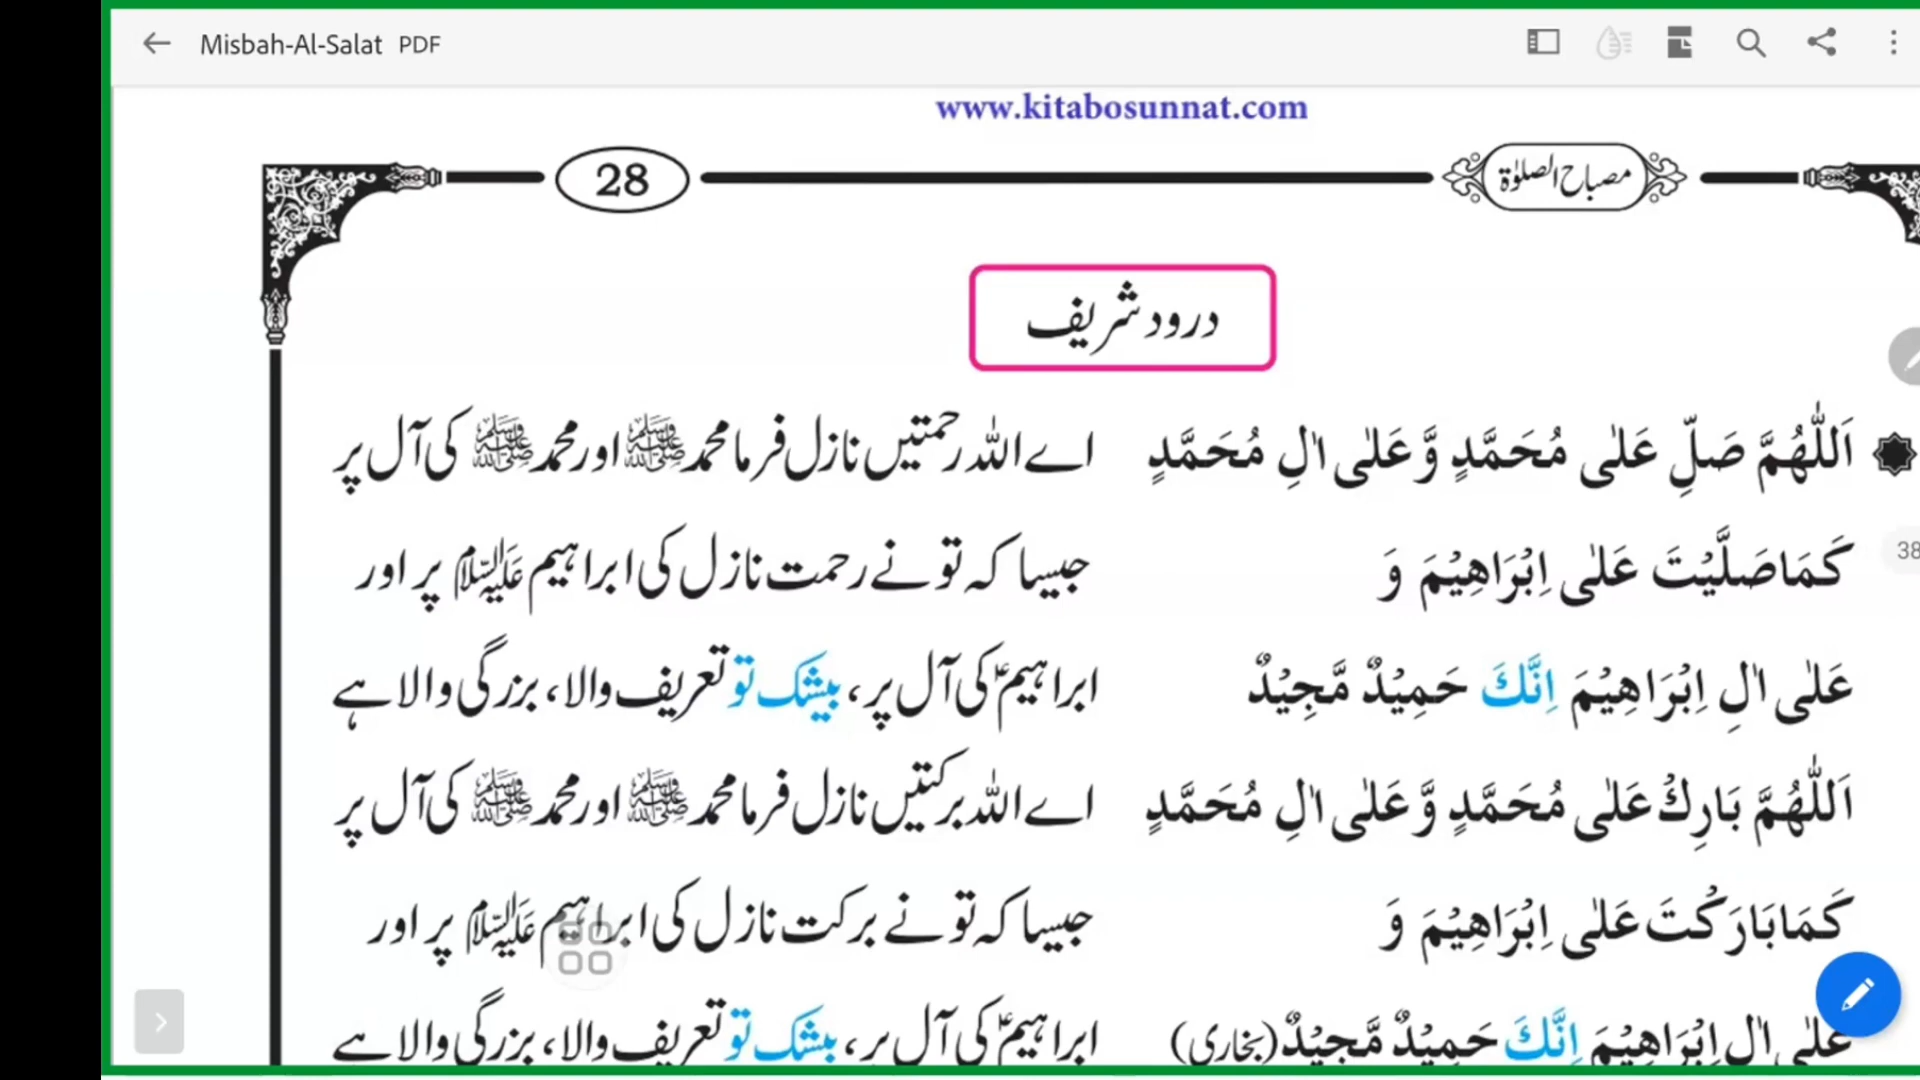 Misbah-Al-Salat PDF
www.kitabosunnat.com
مصباح الصلوٰة
28
درود شریف
اَللّٰهُمَّ صَلِّ عَلٰى مُحَمَّدٍ وَّ عَلٰى اٰلِ مُحَمَّدٍ اے اللہ رحمتیں نازل فرما محمد ﷺ اور محمد ﷺ کی آل پر
38
كَمَا صَلَّيْتَ عَلٰى اِبْرَاهِيْمَ وَ جیسا کہ تو نے رحمت نازل کی ابراہیم علیہ السلام پر اور
عَلٰى اٰلِ اِبْرَاهِيْمَ اِنَّكَ حَمِيْدٌ مَّجِيْدٌ ابراہیمؑ کی آل پر، بیشک تو تعریف والا، بزرگی والا ہے
اَللّٰهُمَّ بَارِكْ عَلٰى مُحَمَّدٍ وَّ عَلٰى اٰلِ مُحَمَّدٍ اے اللہ برکتیں نازل فرما محمد ﷺ اور محمد ﷺ کی آل پر
كَمَا بَارَكْتَ عَلٰى اِبْرَاهِيْمَ وَ جیسا کہ تو نے برکت نازل کی ابراہیم علیہ السلام پر اور
عَلٰى اٰلِ اِبْرَاهِيْمَ اِنَّكَ حَمِيْدٌ مَّجِيْدٌ (بخاری) ابراہیمؑ کی آل پر، بیشک تو تعریف والا، بزرگی والا ہے